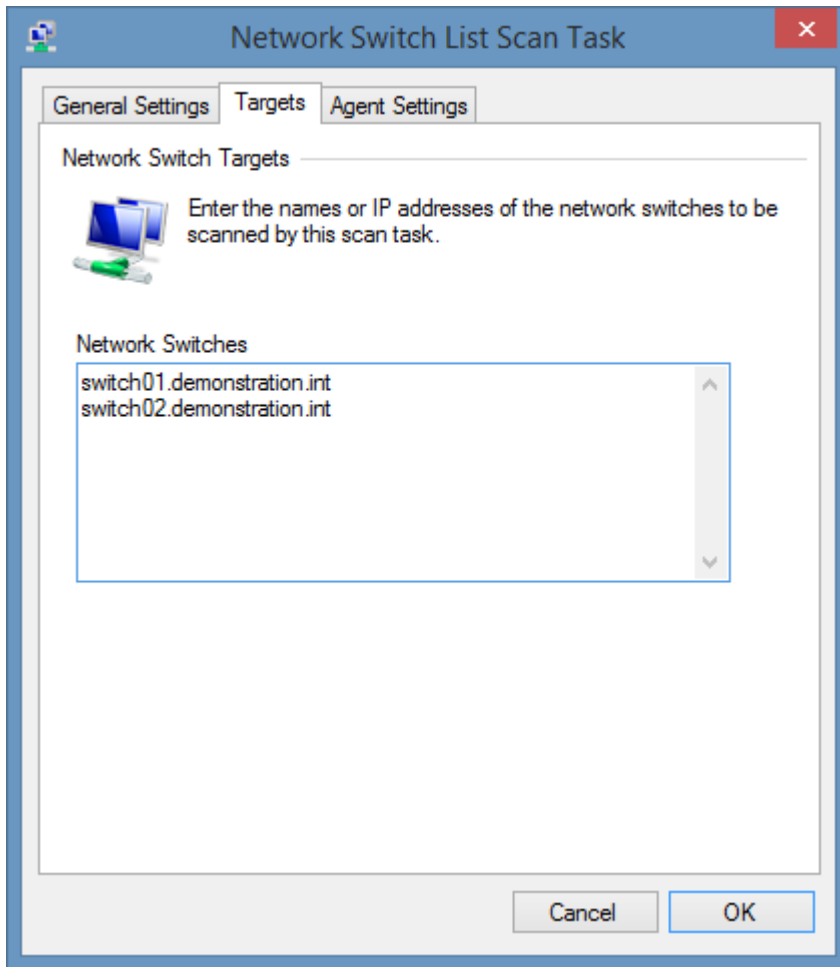 Network Switch List Scan Task
General Settings Targets Agent Settings
Network Switch Targets
Enter the names or IP addresses of the network switches to be
scanned by this scan task.
Network Switches
switch01.demonstration.int
switch02.demonstration.int
Cancel OK